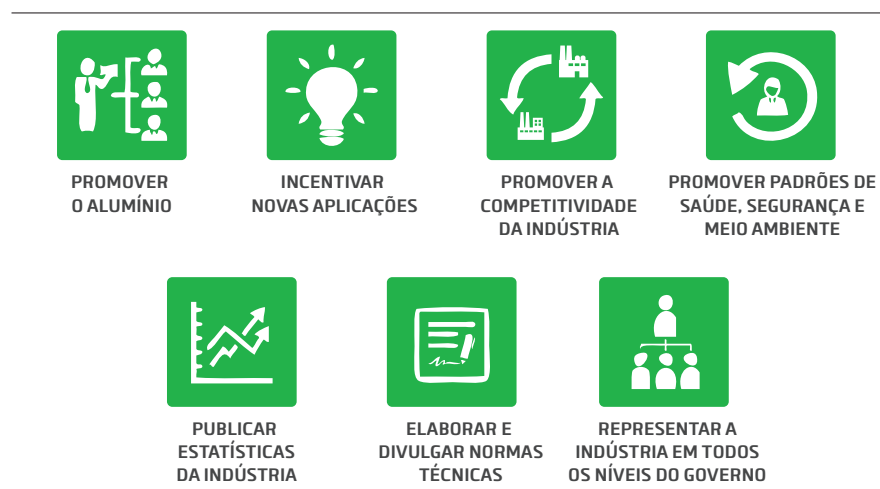 PROMOVER
O ALUMÍNIO
INCENTIVAR
NOVAS APLICAÇÕES
PROMOVER A
COMPETITIVIDADE
DA INDÚSTRIA
PROMOVER PADRÕES DE
SAÚDE, SEGURANÇA E
MEIO AMBIENTE
PUBLICAR
ESTATÍSTICAS
DA INDÚSTRIA
ELABORAR E
DIVULGAR NORMAS
TÉCNICAS
REPRESENTAR A
INDÚSTRIA EM TODOS
OS NÍVEIS DO GOVERNO